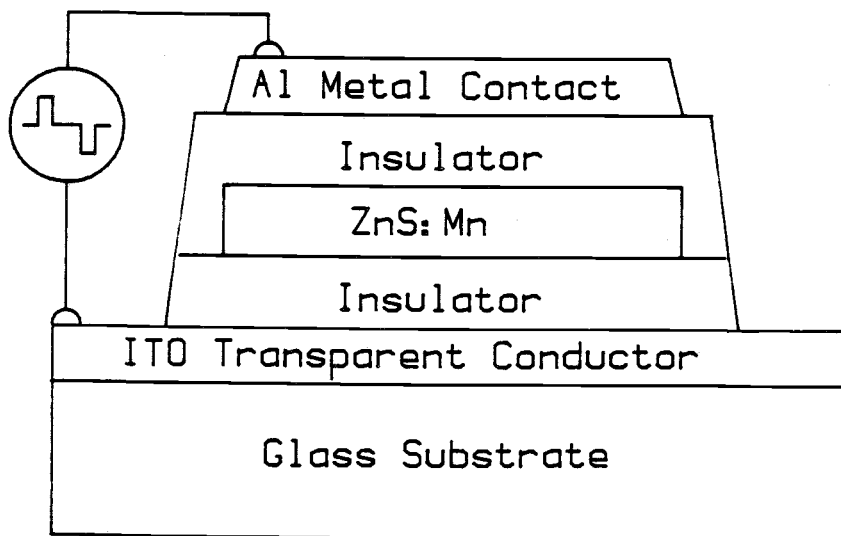 Al Metal Contact
Insulator
ZnS: Mn
Insulator
ITO Transparent Conductor
Glass Substrate